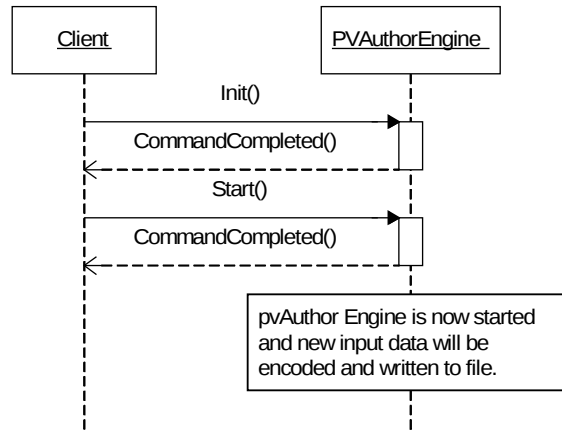 Client
PVAuthorEngine
Init()
CommandCompleted()
Start()
CommandCompleted()
pvAuthor Engine is now started
and new input data will be
encoded and written to file.